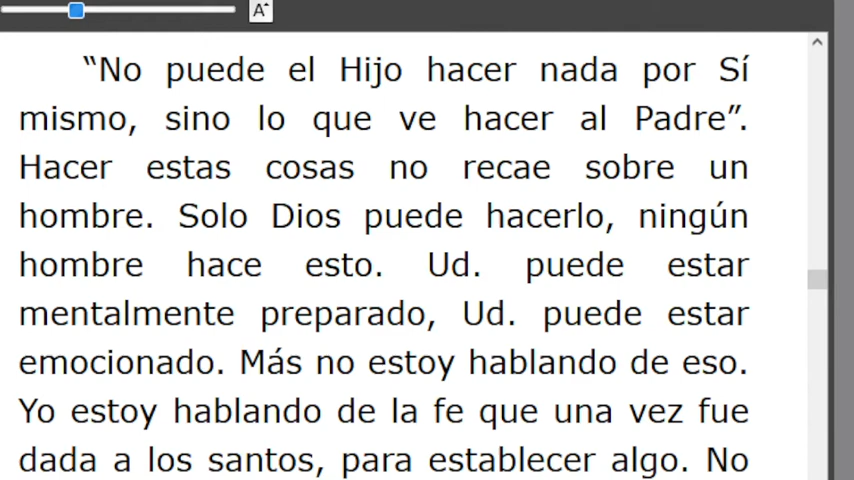 A
“No puede el Hijo hacer nada por Sí
mismo, sino lo que ve hacer al Padre”.
Hacer estas cosas no recae sobre un
hombre. Solo Dios puede hacerlo, ningún
hombre hace esto. Ud. puede estar
mentalmente preparado, Ud. puede estar
emocionado. Más no estoy hablando de eso.
Yo estoy hablando de la fe que una vez fue
dada a los santos, para establecer algo. No